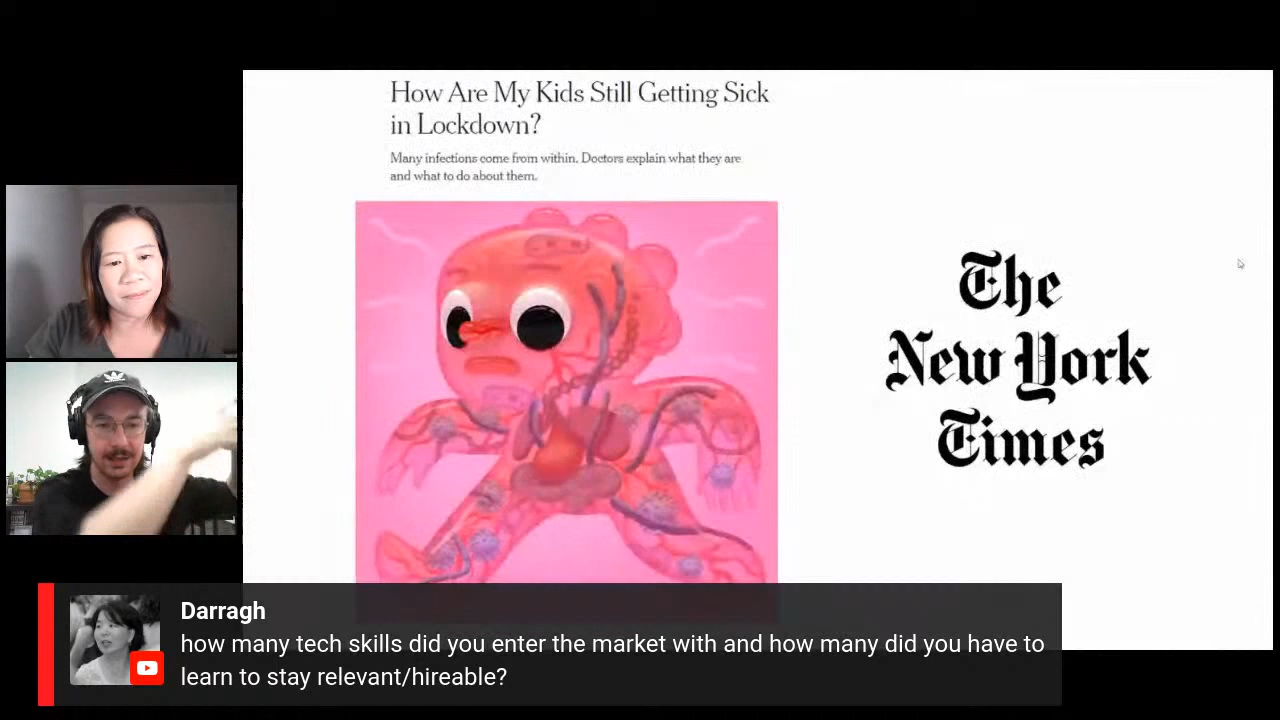 How Are My Kids Still Getting Sick
in Lockdown?
Many infections come from within. Doctors explain what they are
and what to do about them.
The
New York
Times
Darragh
how many tech skills did you enter the market with and how many did you have to
learn to stay relevant/hireable?